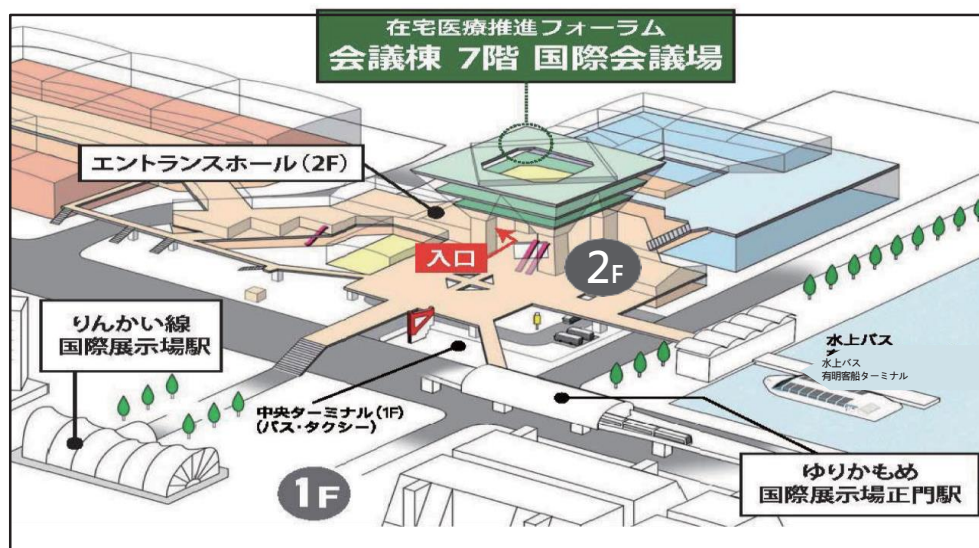 在宅医療推進フォーラム
会議棟 7階 国際会議場
エントランスホール(2F)
入口
2F
りんかい線
国際展示場駅
水上バス
水上バス
有明客船ターミナル
中央ターミナル(1F)
(バス・タクシー)
1F
ゆりかもめ
国際展示場正門駅